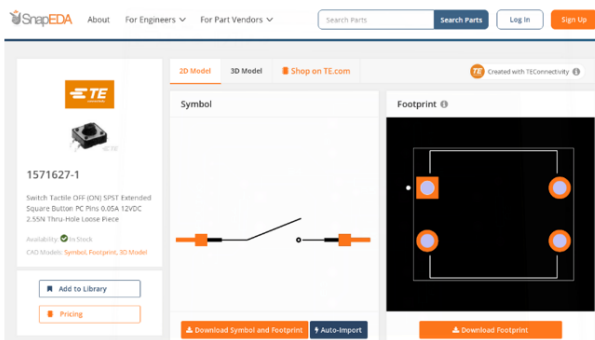 SnapEDA
About
For Engineers
For Part Vendors
Search Parts
Search Parts
Log In
Sign Up
TE
1571627-1
Switch Tactile OFF (ON) SPST Extended
Square Button PC Pins 0.05A 12VDC
2.55N Thru-Hole Loose Piece
Availability: In Stock
CAD Models: Symbol, Footprint, 3D Model
Add to Library
Pricing
2D Model
3D Model
Shop on TE.com
TE Created with TEConnectivity
Symbol
Download Symbol and Footprint
Auto-Import
Footprint
Download Footprint